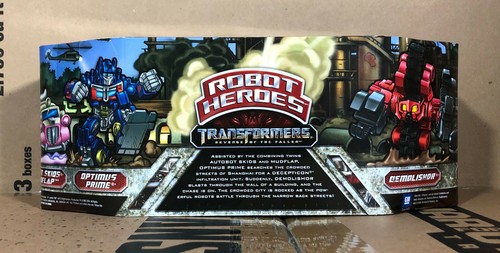 ROBOT
HEROES
TRANSFORMERS
REVENGE OF THE FALLEN
ASSISTED BY THE COMBINING TWINS
AUTOBOT SKIDS AND MUDFLAP,
OPTIMUS PRIME SEARCHES THE CROWDED
STREETS OF SHANGHAI FOR A DECEPTICON
INFILTRATION UNIT. SUDDENLY, DEMOLISHOR
BLASTS THROUGH THE WALL OF A BUILDING, AND THE
CHASE IS ON. THE CROWDED CITY IS ROCKED AS THE POW-
ERFUL ROBOTS BATTLE THROUGH THE NARROW BACK STREETS!
SKIDS
FLAP
OPTIMUS
PRIME
DEMOLISHOR
3 boxes